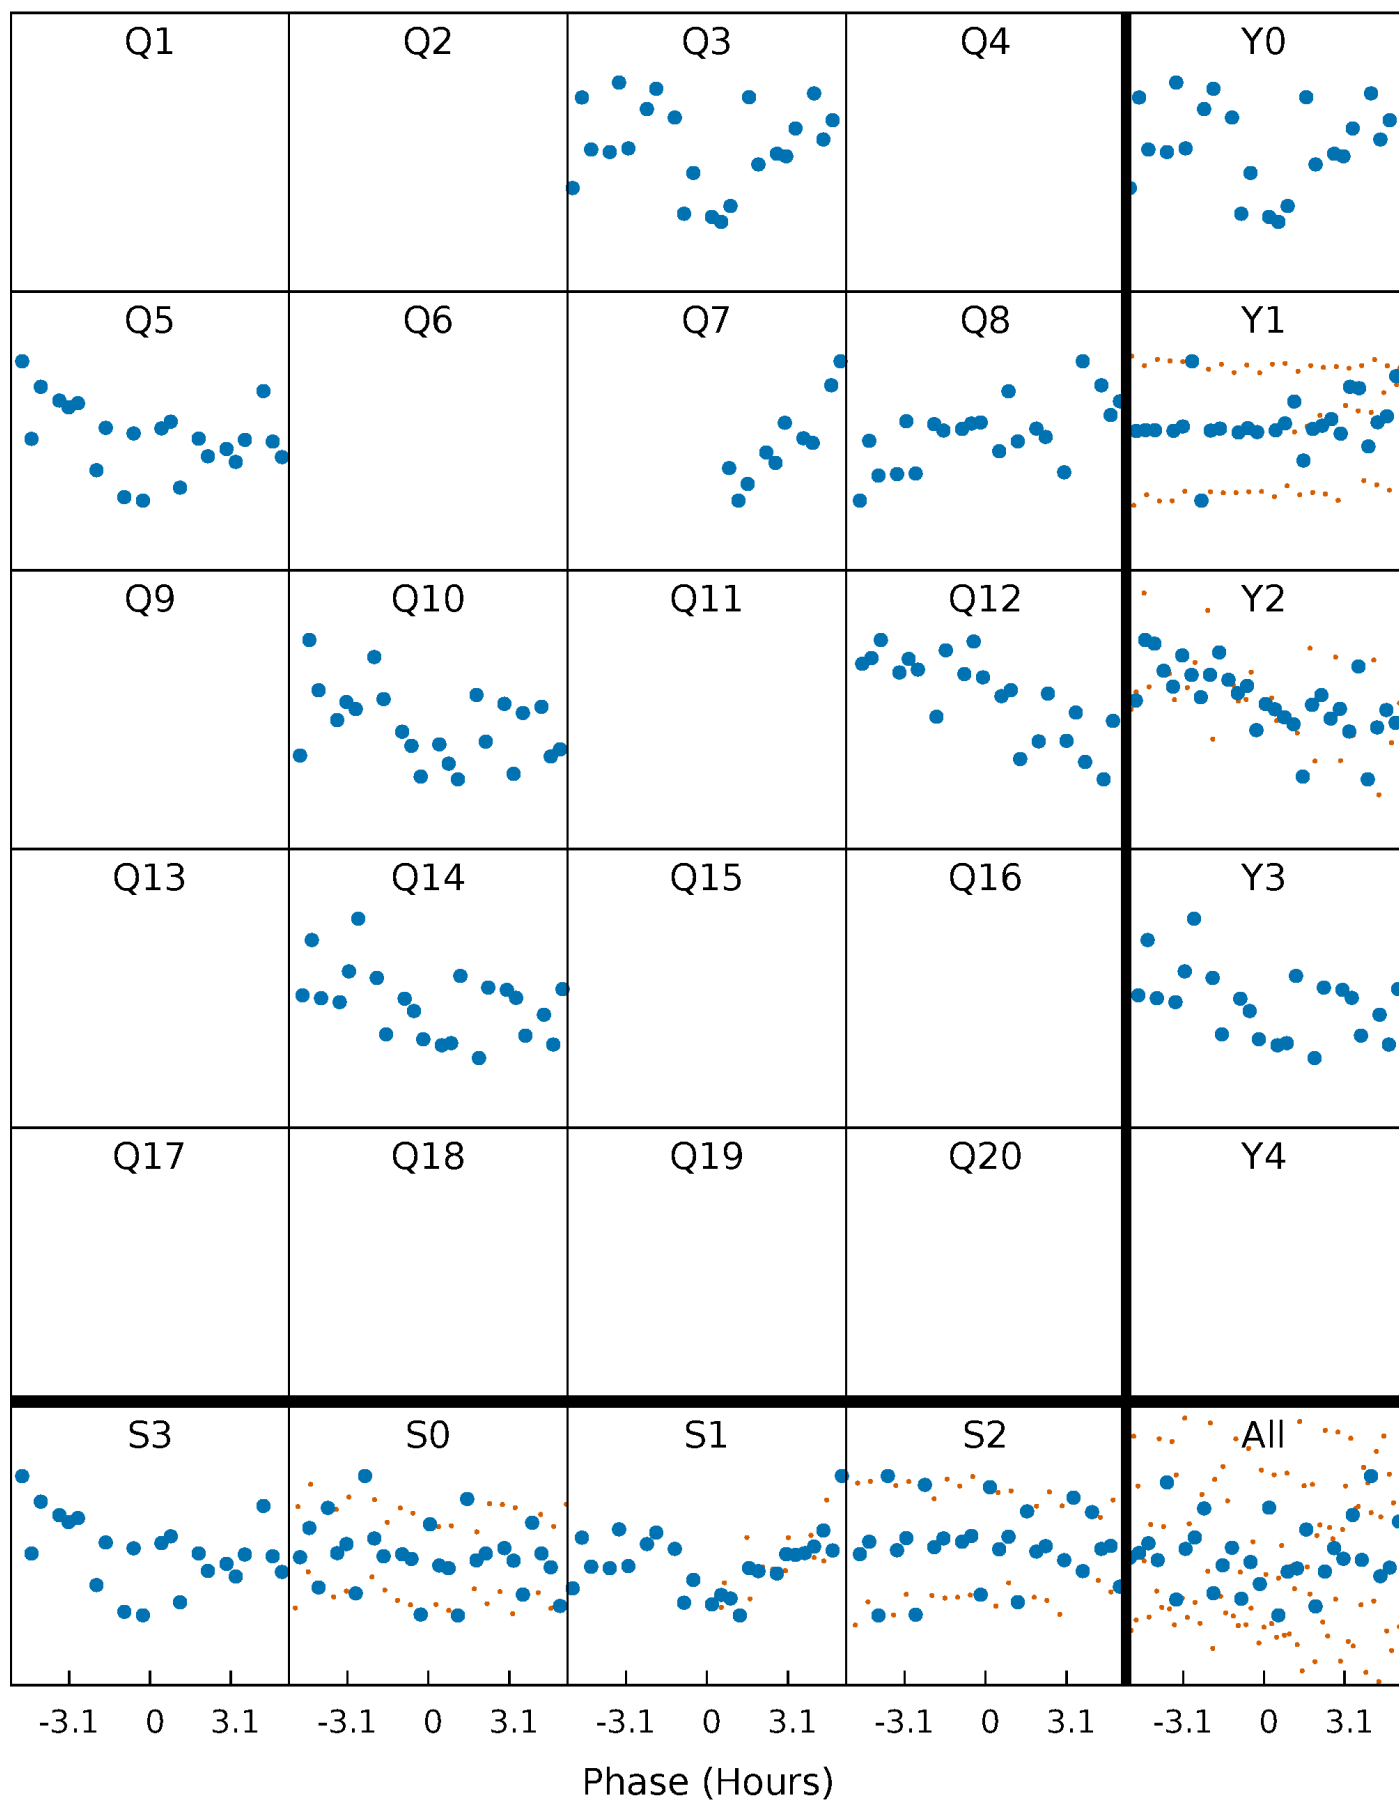 Q1 Q2 Q3 Q4 Y0
Q5 Q6 Q7 Q8 Y1
Q9 Q10 Q11 Q12 Y2
Q13 Q14 Q15 Q16 Y3
Q17 Q18 Q19 Q20 Y4
S3 S0 S1 S2 All
-3.1 0 3.1 -3.1 0 3.1 -3.1 0 3.1 -3.1 0 3.1 -3.1 0 3.1
Phase (Hours)